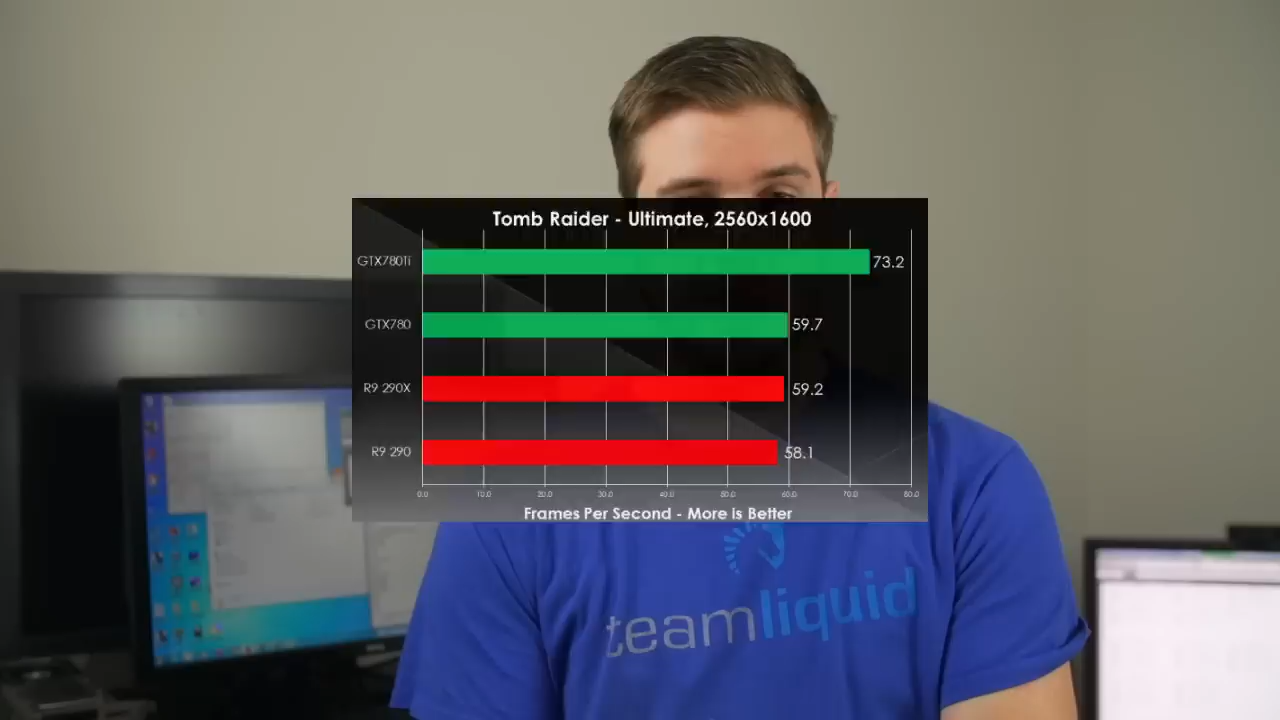 Tomb Raider - Ultimate, 2560x1600
GTX780Ti 73.2
GTX780 59.7
R9 290X 59.2
R9 290 58.1
0.0 10.0 20.0 30.0 40.0 50.0 60.0 70.0 80.0
Frames Per Second - More is Better
teamliquid